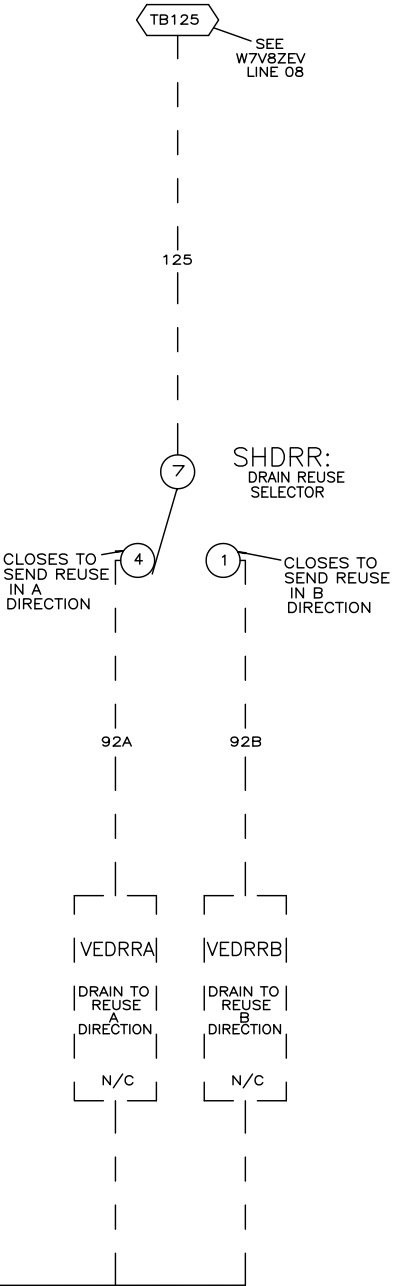 TB125
SEE
W7V8ZEV
LINE 08
125
7
SHDRR:
DRAIN REUSE
SELECTOR
4
1
CLOSES TO
SEND REUSE
IN A
DIRECTION
CLOSES TO
SEND REUSE
IN B
DIRECTION
92A
92B
VEDRRA
DRAIN TO
REUSE
A
DIRECTION
N/C
VEDRRB
DRAIN TO
REUSE
B
DIRECTION
N/C